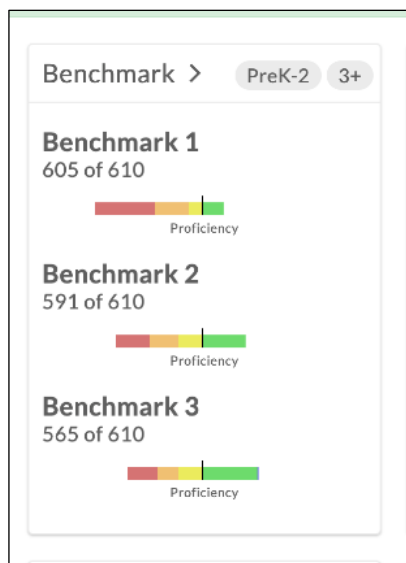 Benchmark > PreK-2 3+
Benchmark 1
605 of 610
Proficiency
Benchmark 2
591 of 610
Proficiency
Benchmark 3
565 of 610
Proficiency